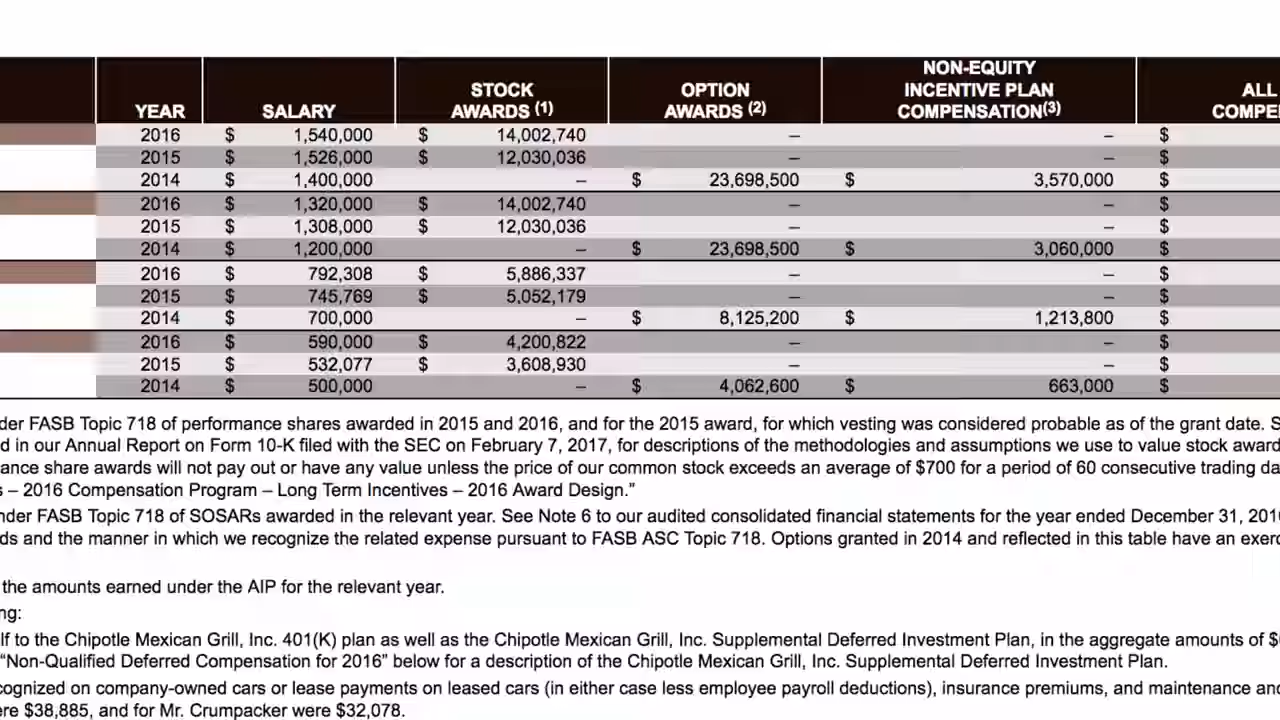 YEAR SALARY STOCK AWARDS (1) OPTION AWARDS (2) NON-EQUITY INCENTIVE PLAN COMPENSATION(3) ALL
2016 $ 1,540,000 $ 14,002,740 – – $
2015 $ 1,526,000 $ 12,030,036 – – $
2014 $ 1,400,000 – $ 23,698,500 $ 3,570,000 $
2016 $ 1,320,000 $ 14,002,740 – – $
2015 $ 1,308,000 $ 12,030,036 – – $
2014 $ 1,200,000 – $ 23,698,500 $ 3,060,000 $
2016 $ 792,308 $ 5,886,337 – – $
2015 $ 745,769 $ 5,052,179 – – $
2014 $ 700,000 – $ 8,125,200 $ 1,213,800 $
2016 $ 590,000 $ 4,200,822 – – $
2015 $ 532,077 $ 3,608,930 – – $
2014 $ 500,000 – $ 4,062,600 $ 663,000 $
der FASB Topic 718 of performance shares awarded in 2015 and 2016, and for the 2015 award, for which vesting was considered probable as of the grant date. S
d in our Annual Report on Form 10-K filed with the SEC on February 7, 2017, for descriptions of the methodologies and assumptions we use to value stock award
ance share awards will not pay out or have any value unless the price of our common stock exceeds an average of $700 for a period of 60 consecutive trading da
s – 2016 Compensation Program – Long Term Incentives – 2016 Award Design.”
nder FASB Topic 718 of SOSARs awarded in the relevant year. See Note 6 to our audited consolidated financial statements for the year ended December 31, 201
ds and the manner in which we recognize the related expense pursuant to FASB ASC Topic 718. Options granted in 2014 and reflected in this table have an exerc
the amounts earned under the AIP for the relevant year.
ng:
lf to the Chipotle Mexican Grill, Inc. 401(K) plan as well as the Chipotle Mexican Grill, Inc. Supplemental Deferred Investment Plan, in the aggregate amounts of $
“Non-Qualified Deferred Compensation for 2016” below for a description of the Chipotle Mexican Grill, Inc. Supplemental Deferred Investment Plan.
cognized on company-owned cars or lease payments on leased cars (in either case less employee payroll deductions), insurance premiums, and maintenance and
ere $38,885, and for Mr. Crumpacker were $32,078.